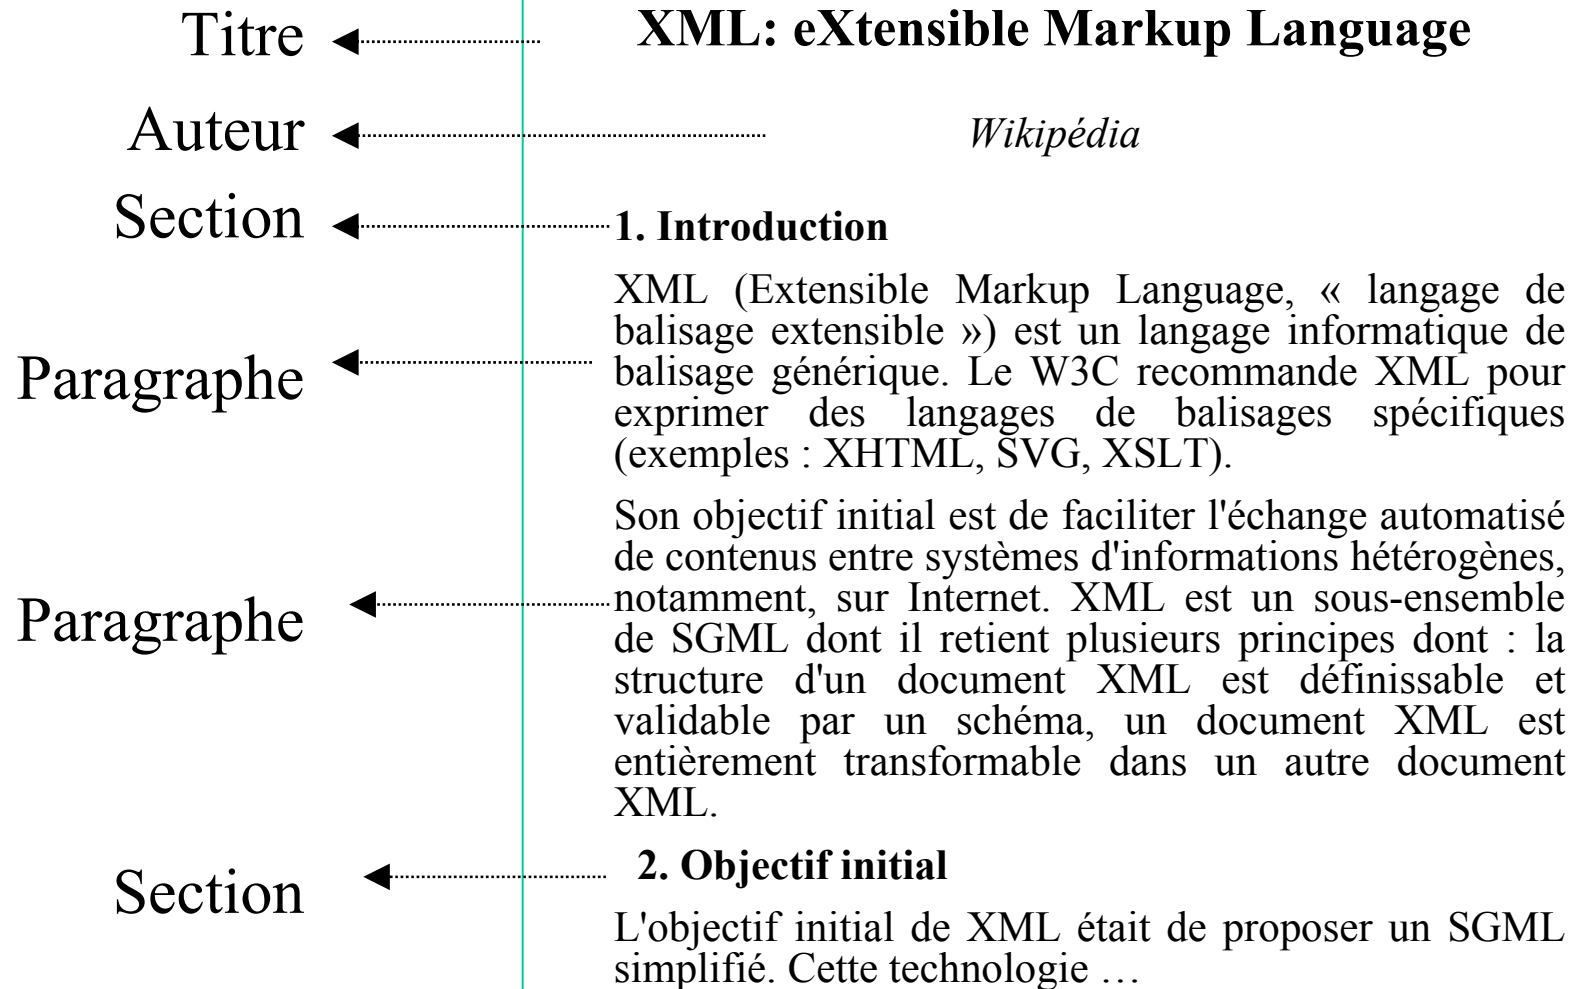 Titre
XML: eXtensible Markup Language
Auteur
Wikipédia
Section
1. Introduction
Paragraphe
XML (Extensible Markup Language, « langage de
balisage extensible ») est un langage informatique de
balisage générique. Le W3C recommande XML pour
exprimer des langages de balisages spécifiques
(exemples : XHTML, SVG, XSLT).
Paragraphe
Son objectif initial est de faciliter l'échange automatisé
de contenus entre systèmes d'informations hétérogènes,
notamment, sur Internet. XML est un sous-ensemble
de SGML dont il retient plusieurs principes dont : la
structure d'un document XML est définissable et
validable par un schéma, un document XML est
entièrement transformable dans un autre document
XML.
Section
2. Objectif initial
L'objectif initial de XML était de proposer un SGML
simplifié. Cette technologie …